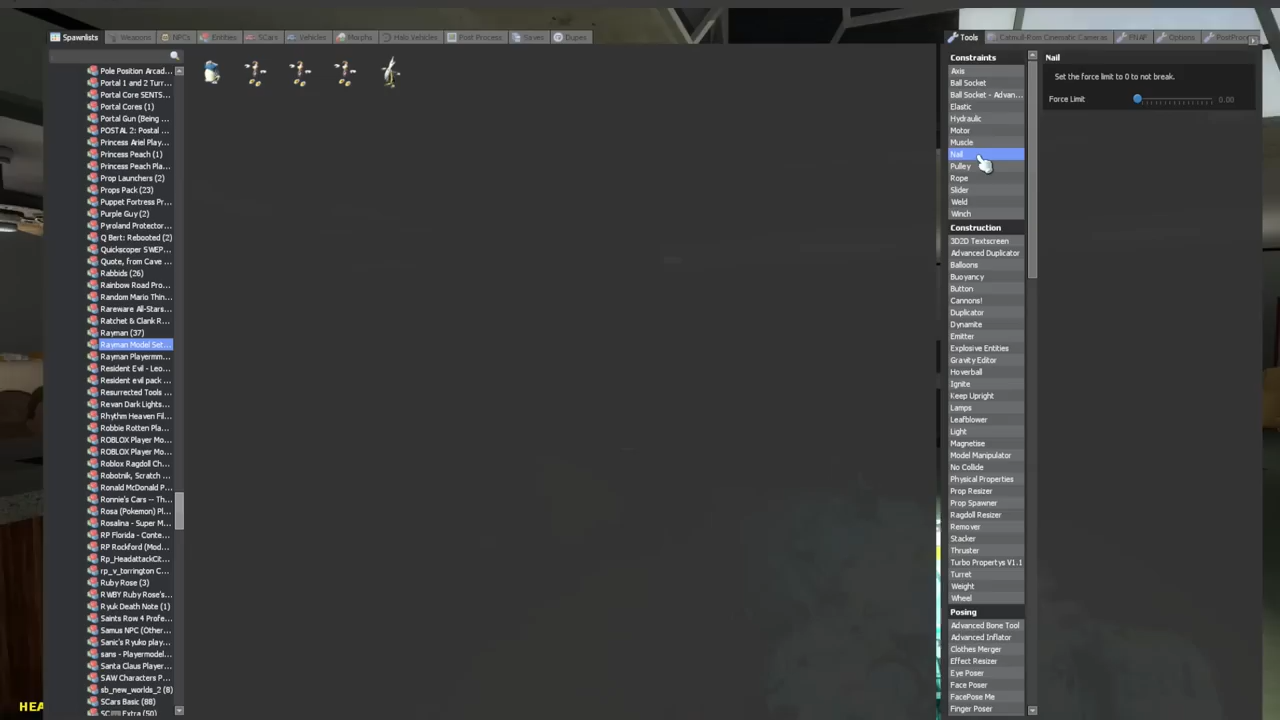 Spawnlists
Weapons
NPCs
Entities
SCars
Vehicles
Morphs
Halo Vehicles
Post Process
Saves
Dupes
Pole Position Arcad...
Portal 1 and 2 Turr...
Portal Core SENTS...
Portal Cores (1)
Portal Gun (Being ...
POSTAL 2: Postal ...
Princess Ariel Play...
Princess Peach (1)
Princess Peach Pla...
Prop Launchers (2)
Props Pack (23)
Puppet Fortress Pr...
Purple Guy (2)
Pyroland Protector...
Q Bert: Rebooted (2)
Quickscoper SWEP...
Quote, from Cave ...
Rabbids (26)
Rainbow Road Pro...
Random Mario Thin...
Rareware All-Stars...
Ratchet & Clank R...
Rayman (37)
Rayman Model Set...
Rayman Playermm...
Resident Evil - Leo...
Resident evil pack ...
Resurrected Tools ...
Revan Dark Lights...
Rhythm Heaven Fil...
Robbie Rotten Pla...
ROBLOX Player Mo...
ROBLOX Player Mo...
Roblox Ragdoll Ch...
Robotnik, Scratch ...
Ronald McDonald P...
Ronnie's Cars -- Th...
Rosa (Pokemon) Pl...
Rosalina - Super M...
RP Florida - Conte...
RP Rockford (Mod...
Rp_HeadattackCit...
rp_v_torrington C...
Ruby Rose (3)
RWBY Ruby Rose's...
Ryuk Death Note (1)
Saints Row 4 Profe...
Samus NPC (Other...
Sanic's Ryuko play...
sans - Playermodel...
Santa Claus Player...
SAW Characters P...
sb_new_worlds_2 (8)
SCars Basic (88)
Extra (50)
HEA
Tools
Catmull-Rom Cinematic Cameras
PNAP
Options
PostProc
Constraints
Axis
Ball Socket
Ball Socket - Advan...
Elastic
Hydraulic
Motor
Muscle
Nail
Pulley
Rope
Slider
Weld
Winch
Construction
3D2D Textscreen
Advanced Duplicator
Balloons
Buoyancy
Button
Cannons!
Duplicator
Dynamite
Emitter
Explosive Entities
Gravity Editor
Hoverball
Ignite
Keep Upright
Lamps
Leafblower
Light
Magnetise
Model Manipulator
No Collide
Physical Properties
Prop Resizer
Prop Spawner
Ragdoll Resizer
Remover
Stacker
Thruster
Turbo Propertys V1.1
Turret
Weight
Wheel
Posing
Advanced Bone Tool
Advanced Inflator
Clothes Merger
Effect Resizer
Eye Poser
Face Poser
FacePose Me
Finger Poser
Nail
Set the force limit to 0 to not break.
Force Limit 0.00